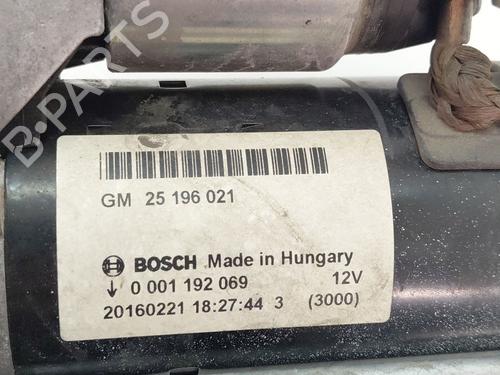 B-PARTS
GM 25 196 021
BOSCH Made in Hungary
↓ 0 001 192 069 12V
20160221 18:27:44 3 (3000)